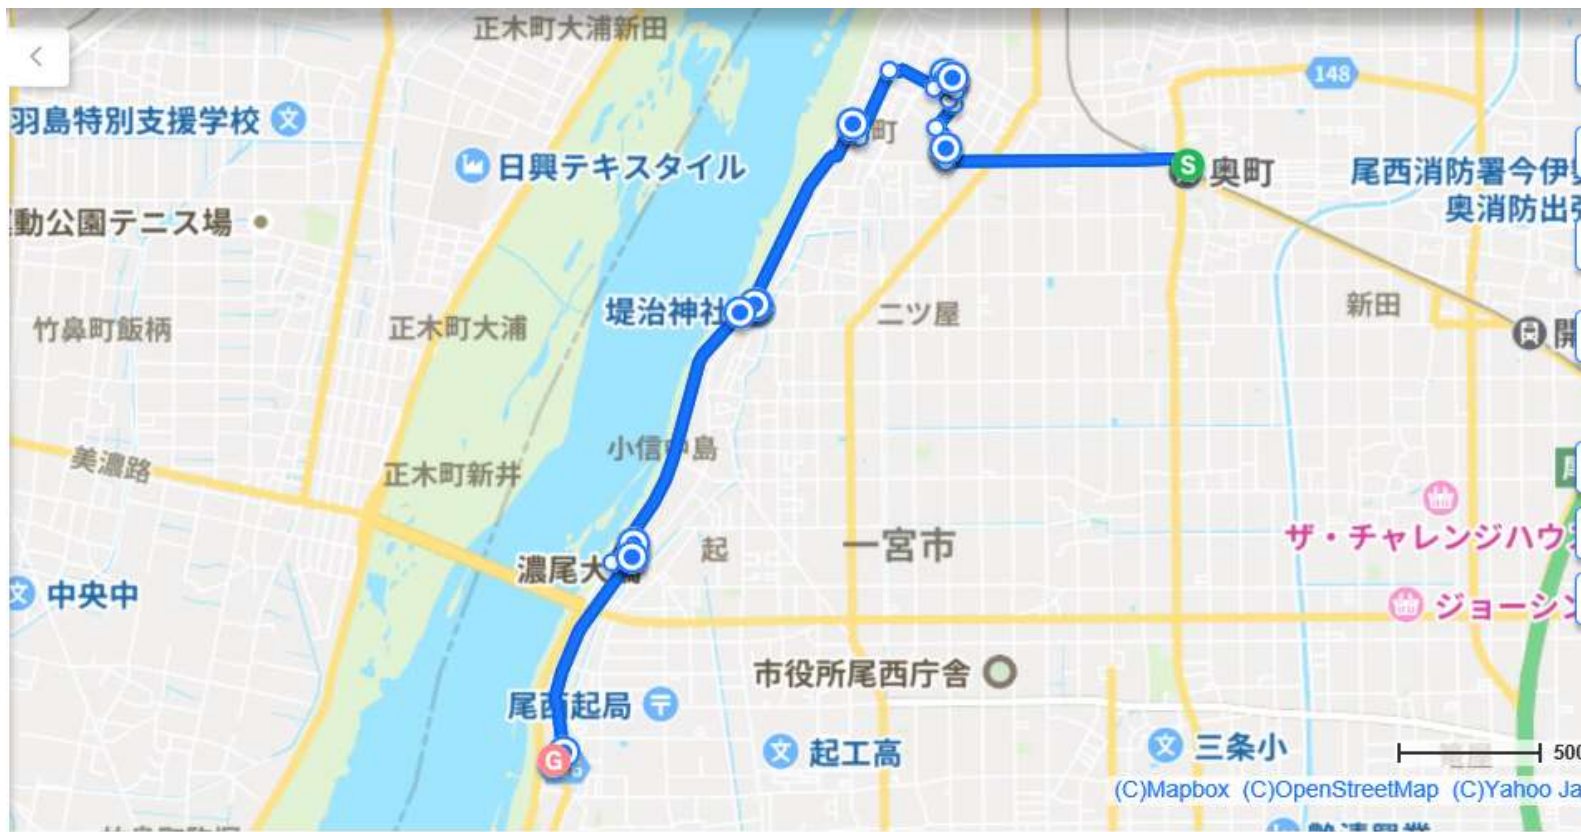 正木町大浦新田
148
羽島特別支援学校
町
日興テキスタイル
S
奥町
尾西消防署今伊
奥消防出
動公園テニス場
堤治神社
二ツ屋
新田
竹鼻町飯柄
正木町大浦
開
小信中島
美濃路
正木町新井
ザ・チャレンジハウ
起
一宮市
濃尾大
中央中
ジョーシン
市役所尾西庁舎
尾西起局
起工高
三条小
G
500
(C)Mapbox (C)OpenStreetMap (C)Yahoo Ja